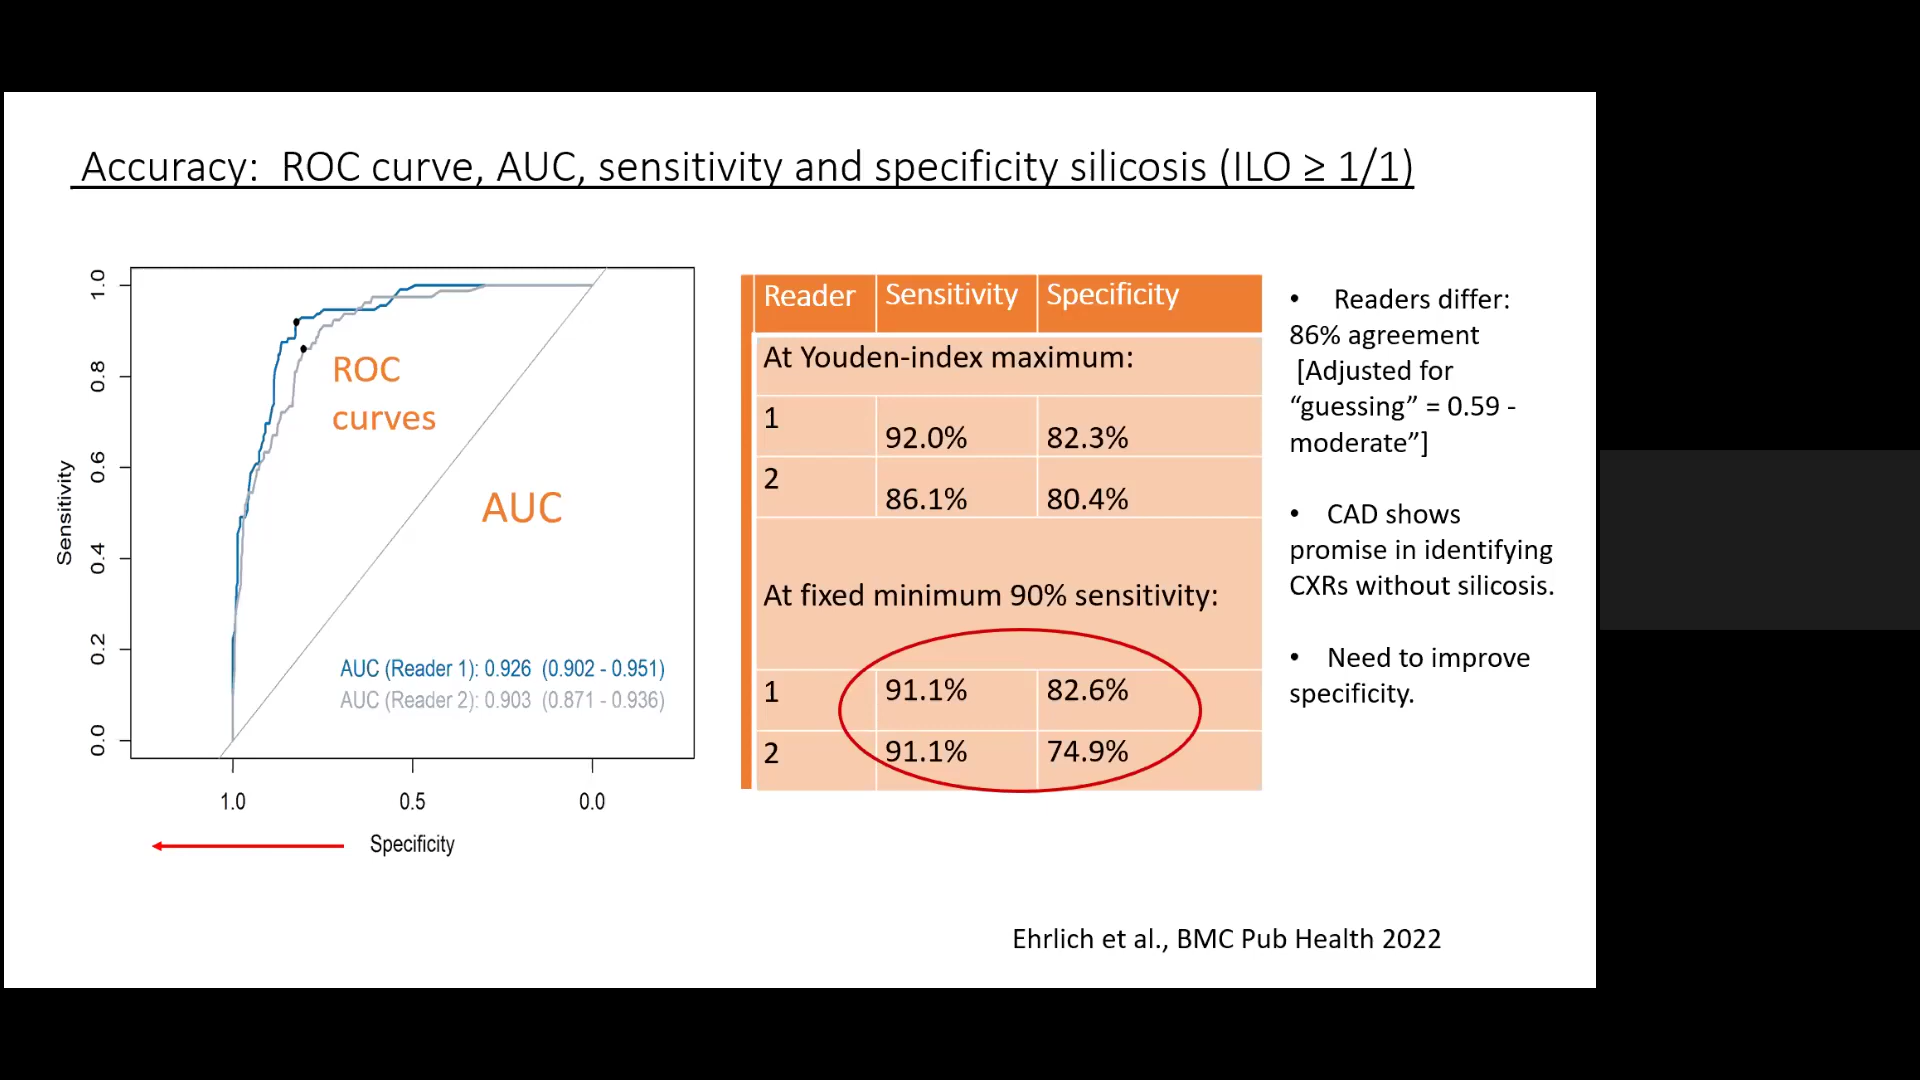 Accuracy: ROC curve, AUC, sensitivity and specificity silicosis (ILO ≥ 1/1)
Sensitivity
1.0
0.8
0.6
0.4
0.2
0.0
ROC
curves
AUC
AUC (Reader 1): 0.926 (0.902 - 0.951)
AUC (Reader 2): 0.903 (0.871 - 0.936)
1.0 0.5 0.0
Specificity
Reader Sensitivity Specificity
At Youden-index maximum:
1 92.0% 82.3%
2 86.1% 80.4%
At fixed minimum 90% sensitivity:
1 91.1% 82.6%
2 91.1% 74.9%
• Readers differ:
86% agreement
[Adjusted for
“guessing” = 0.59 -
moderate”]
• CAD shows
promise in identifying
CXRs without silicosis.
• Need to improve
specificity.
Ehrlich et al., BMC Pub Health 2022